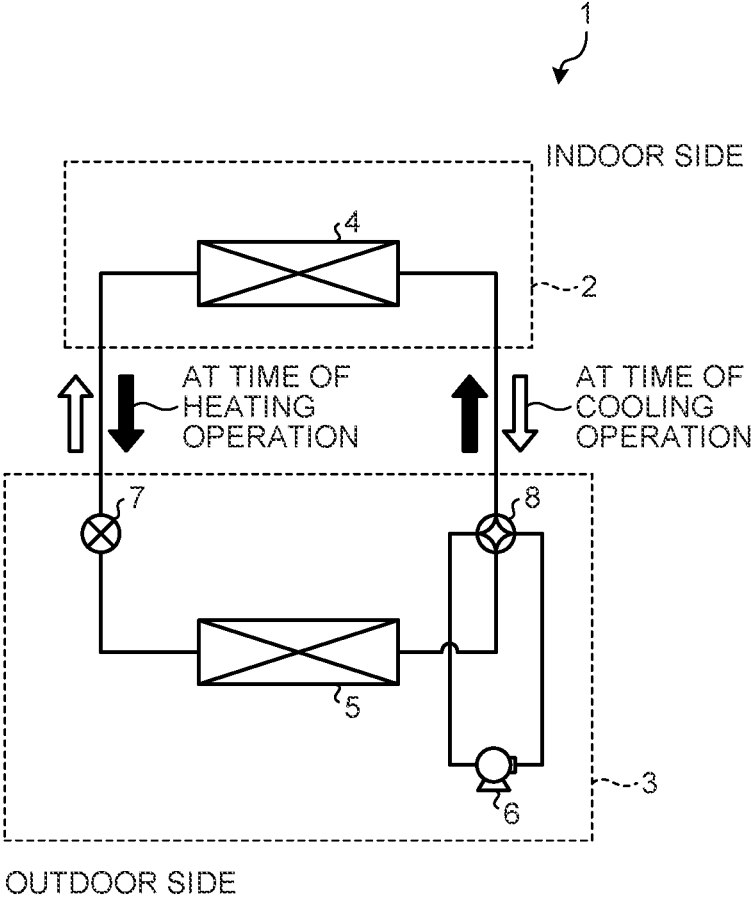 1
INDOOR SIDE
4
2
AT TIME OF
HEATING
OPERATION
AT TIME OF
COOLING
OPERATION
7
8
5
6
3
OUTDOOR SIDE